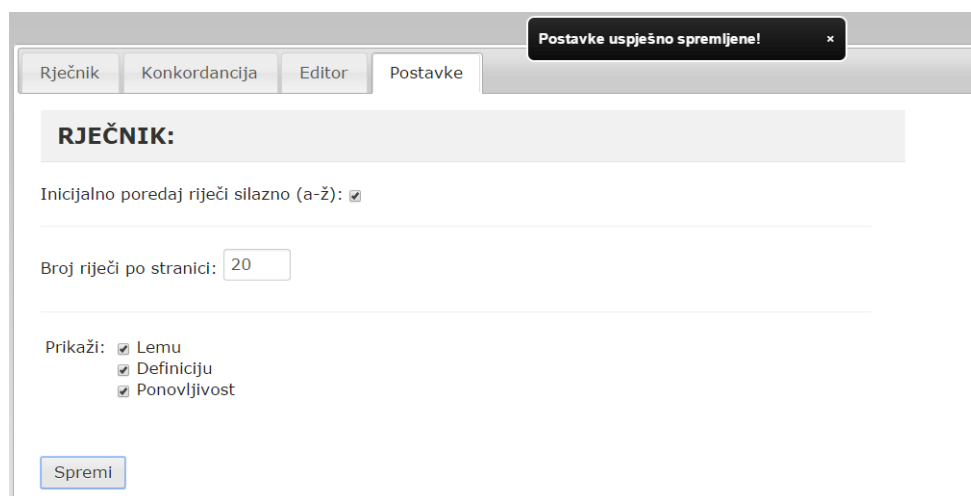 Postavke uspješno spremljene! ×
Rječnik Konkordancija Editor Postavke
RJEČNIK:
Inicijalno poredaj riječi silazno (a-ž):
Broj riječi po stranici: 20
Prikaži: Lemu
Definiciju
Ponovljivost
Spremi